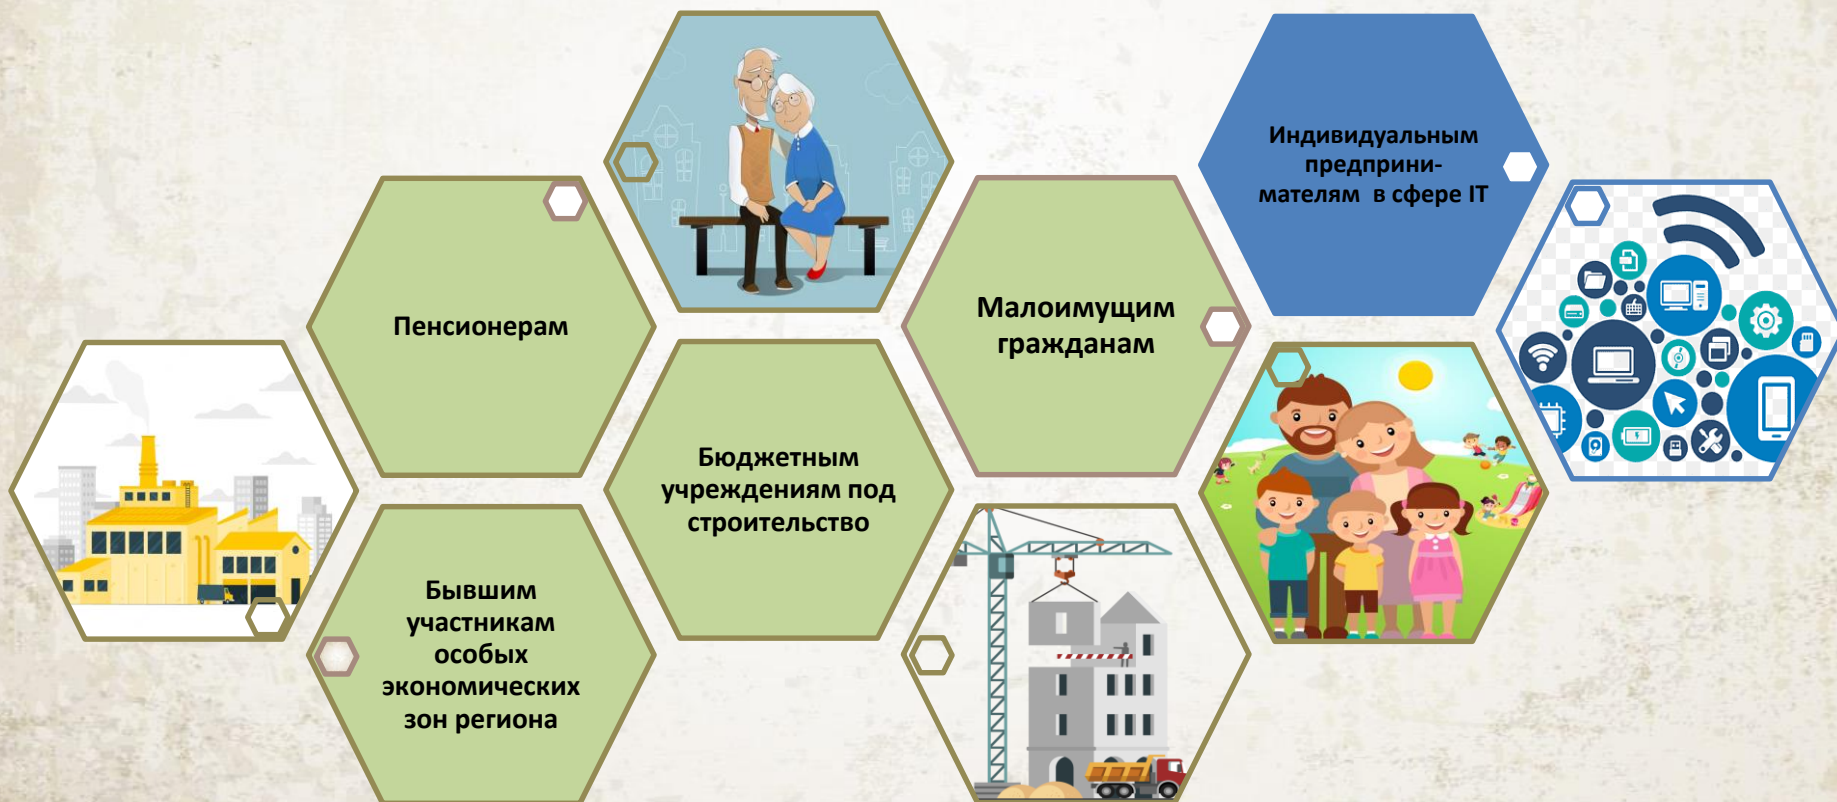 Индивидуальным
предприни-
мателям в сфере IT
Пенсионерам
Малоимущим
гражданам
Бюджетным
учреждениям под
строительство
Бывшим
участникам
особых
экономических
зон региона